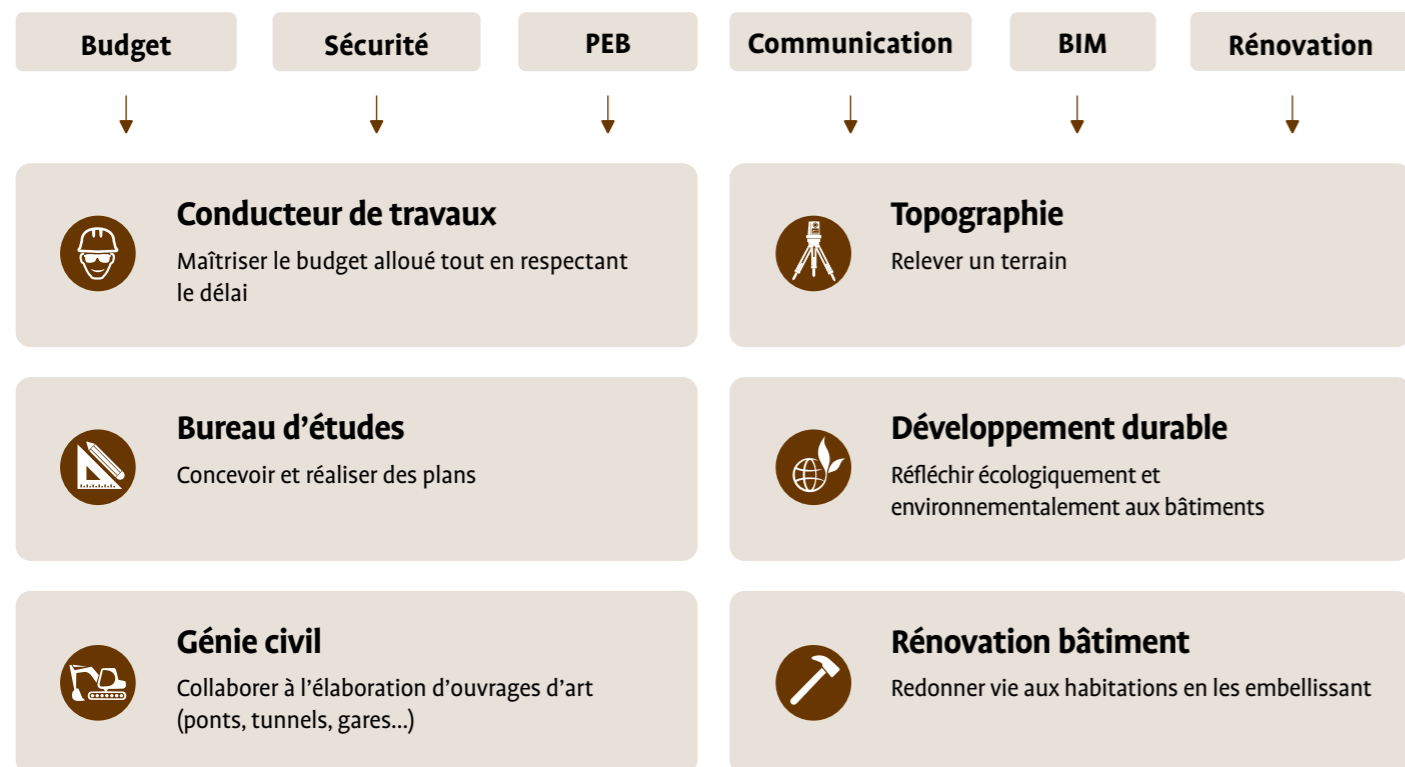 Budget
Sécurité
PEB
Communication
BIM
Rénovation
Conducteur de travaux
Maîtriser le budget alloué tout en respectant
le délai
Topographie
Relever un terrain
Bureau d’études
Concevoir et réaliser des plans
Développement durable
Réfléchir écologiquement et
environnementalement aux bâtiments
Génie civil
Collaborer à l’élaboration d’ouvrages d’art
(ponts, tunnels, gares...)
Rénovation bâtiment
Redonner vie aux habitations en les embellissant